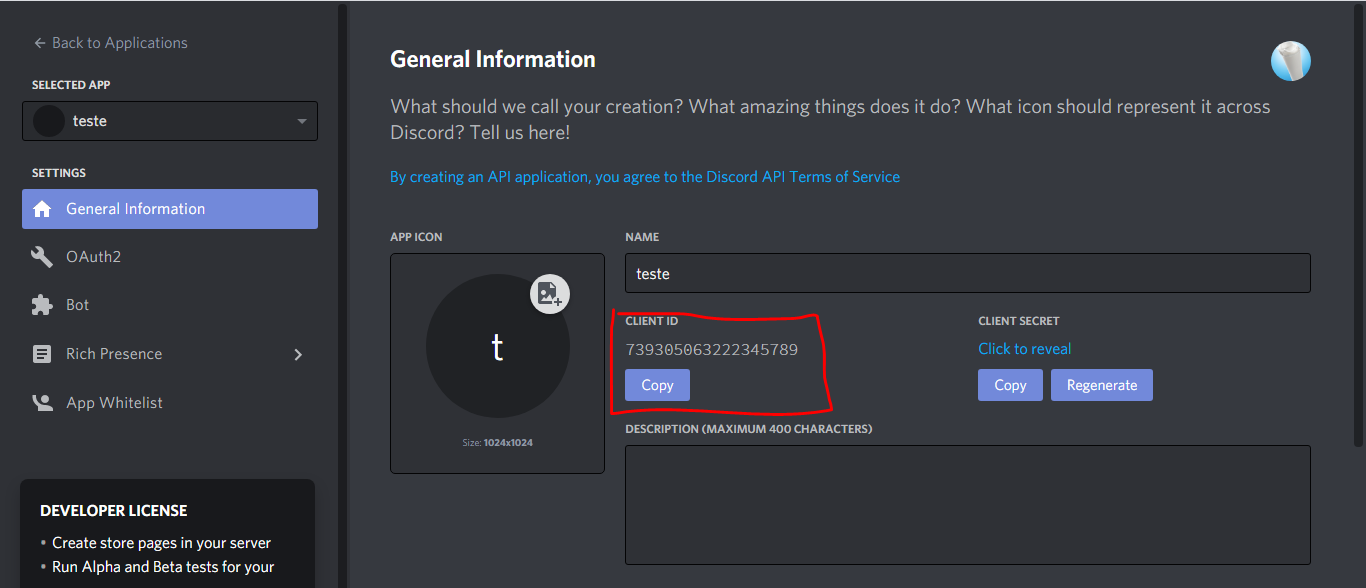 Back to Applications
SELECTED APP
teste
SETTINGS
General Information
OAuth2
Bot
Rich Presence
App Whitelist
DEVELOPER LICENSE
• Create store pages in your server
• Run Alpha and Beta tests for your
General Information
What should we call your creation? What amazing things does it do? What icon should represent it across
Discord? Tell us here!
By creating an API application, you agree to the Discord API Terms of Service
APP ICON
t
Size: 1024x1024
NAME
teste
CLIENT ID
739305063222345789
Copy
CLIENT SECRET
Click to reveal
Copy
Regenerate
DESCRIPTION (MAXIMUM 400 CHARACTERS)